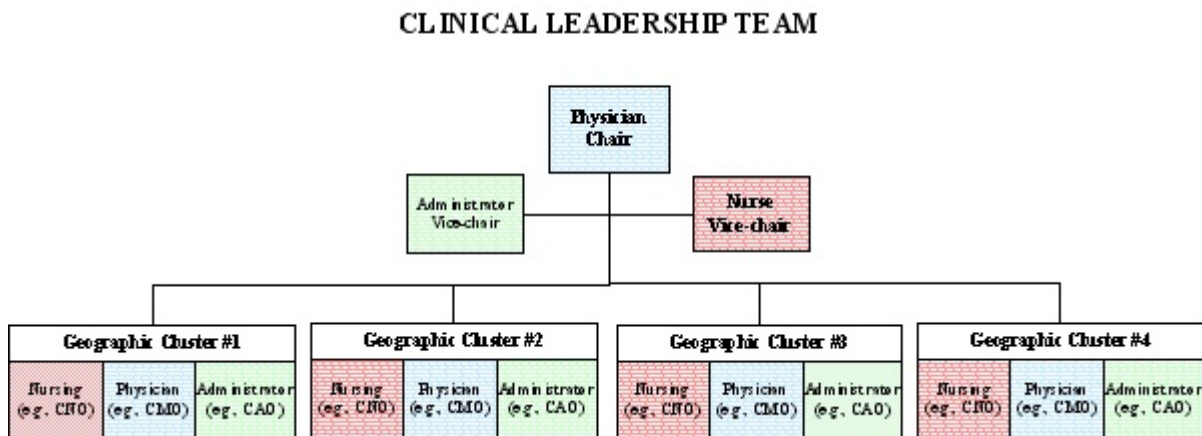 CLINICAL LEADERSHIP TEAM
Physician
Chair
Administrator
Vice-chair
Nurse
Vice-chair
Geographic Cluster #1
Nursing
(eg, CNO)
Physician
(eg, CMO)
Administrator
(eg, CAO)
Geographic Cluster #2
Nursing
(eg, CNO)
Physician
(eg, CMO)
Administrator
(eg, CAO)
Geographic Cluster #3
Nursing
(eg, CNO)
Physician
(eg, CMO)
Administrator
(eg, CAO)
Geographic Cluster #4
Nursing
(eg, CNO)
Physician
(eg, CMO)
Administrator
(eg, CAO)